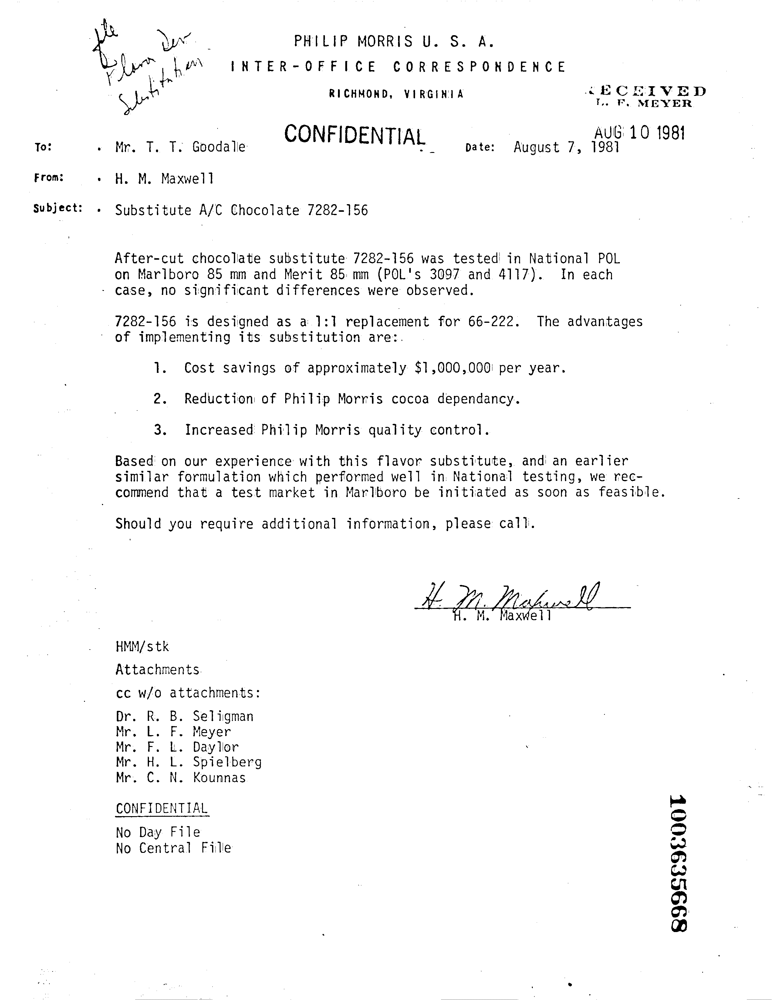 file
Flavor Dev
Substitution
PHILIP MORRIS U. S. A.
INTER-OFFICE CORRESPONDENCE
RICHMOND, VIRGINIA
RECEIVED
L. F. MEYER
AUG 10 1981
CONFIDENTIAL
To: . Mr. T. T. Goodale Date: August 7, 1981
From: . H. M. Maxwell
Subject: . Substitute A/C Chocolate 7282-156
After-cut chocolate substitute 7282-156 was tested in National POL
on Marlboro 85 mm and Merit 85 mm (POL's 3097 and 4117). In each
case, no significant differences were observed.
7282-156 is designed as a 1:1 replacement for 66-222. The advantages
of implementing its substitution are:
1. Cost savings of approximately $1,000,000 per year.
2. Reduction of Philip Morris cocoa dependancy.
3. Increased Philip Morris quality control.
Based on our experience with this flavor substitute, and an earlier
similar formulation which performed well in National testing, we rec-
commend that a test market in Marlboro be initiated as soon as feasible.
Should you require additional information, please call.
H. M. Maxwell
H. M. Maxwell
HMM/stk
Attachments
cc w/o attachments:
Dr. R. B. Seligman
Mr. L. F. Meyer
Mr. F. L. Daylor
Mr. H. L. Spielberg
Mr. C. N. Kounnas
CONFIDENTIAL
No Day File
No Central File
1003635668